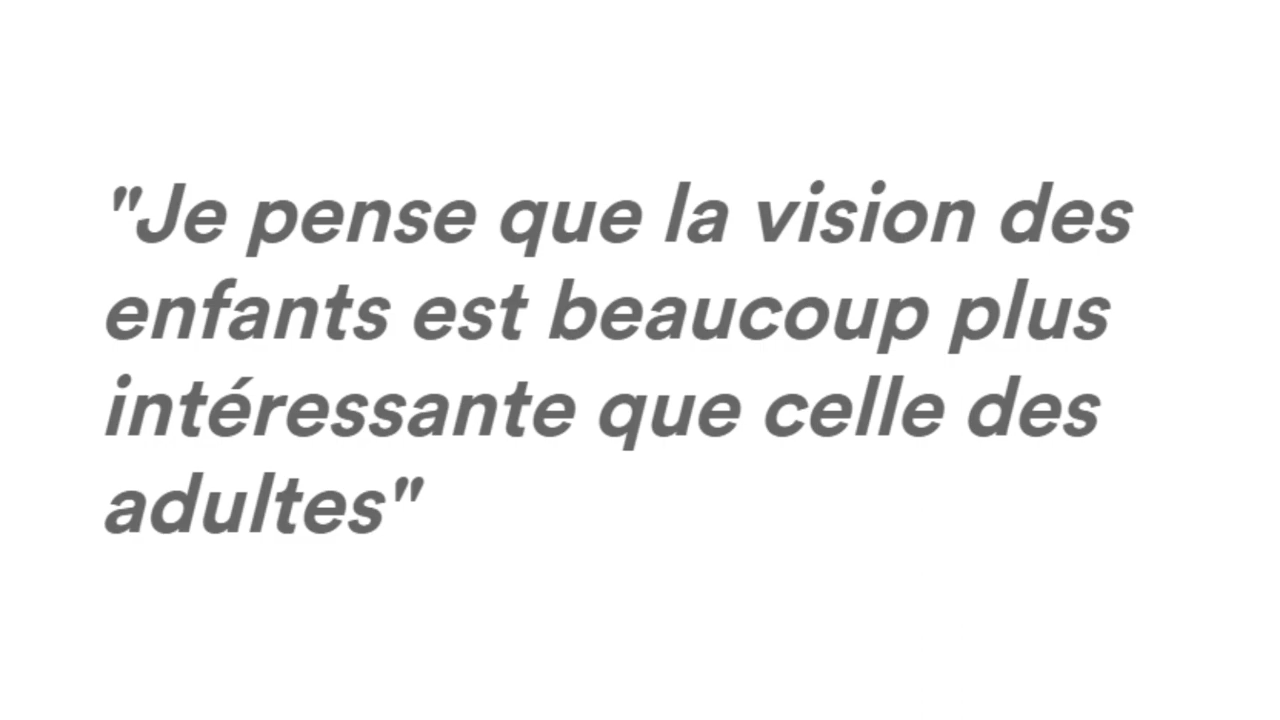 "Je pense que la vision des
enfants est beaucoup plus
intéressante que celle des
adultes"